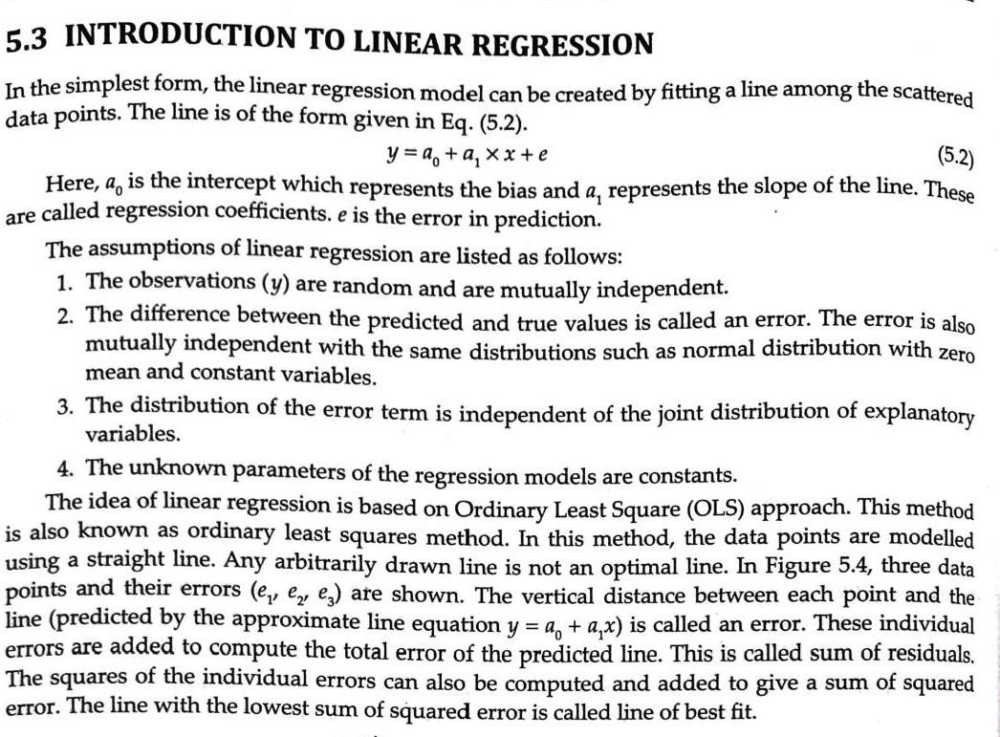 5.3 INTRODUCTION TO LINEAR REGRESSION
In the simplest form, the linear regression model can be created by fitting a line among the scattered
data points. The line is of the form given in Eq. (5.2).
y = a₀ + a₁ × x + e (5.2)
Here, a₀ is the intercept which represents the bias and a₁ represents the slope of the line. These
are called regression coefficients. e is the error in prediction.
The assumptions of linear regression are listed as follows:
1. The observations (y) are random and are mutually independent.
2. The difference between the predicted and true values is called an error. The error is also
mutually independent with the same distributions such as normal distribution with zero
mean and constant variables.
3. The distribution of the error term is independent of the joint distribution of explanatory
variables.
4. The unknown parameters of the regression models are constants.
The idea of linear regression is based on Ordinary Least Square (OLS) approach. This method
is also known as ordinary least squares method. In this method, the data points are modelled
using a straight line. Any arbitrarily drawn line is not an optimal line. In Figure 5.4, three data
points and their errors (e₁, e₂, e₃) are shown. The vertical distance between each point and the
line (predicted by the approximate line equation y = a₀ + a₁x) is called an error. These individual
errors are added to compute the total error of the predicted line. This is called sum of residuals.
The squares of the individual errors can also be computed and added to give a sum of squared
error. The line with the lowest sum of squared error is called line of best fit.